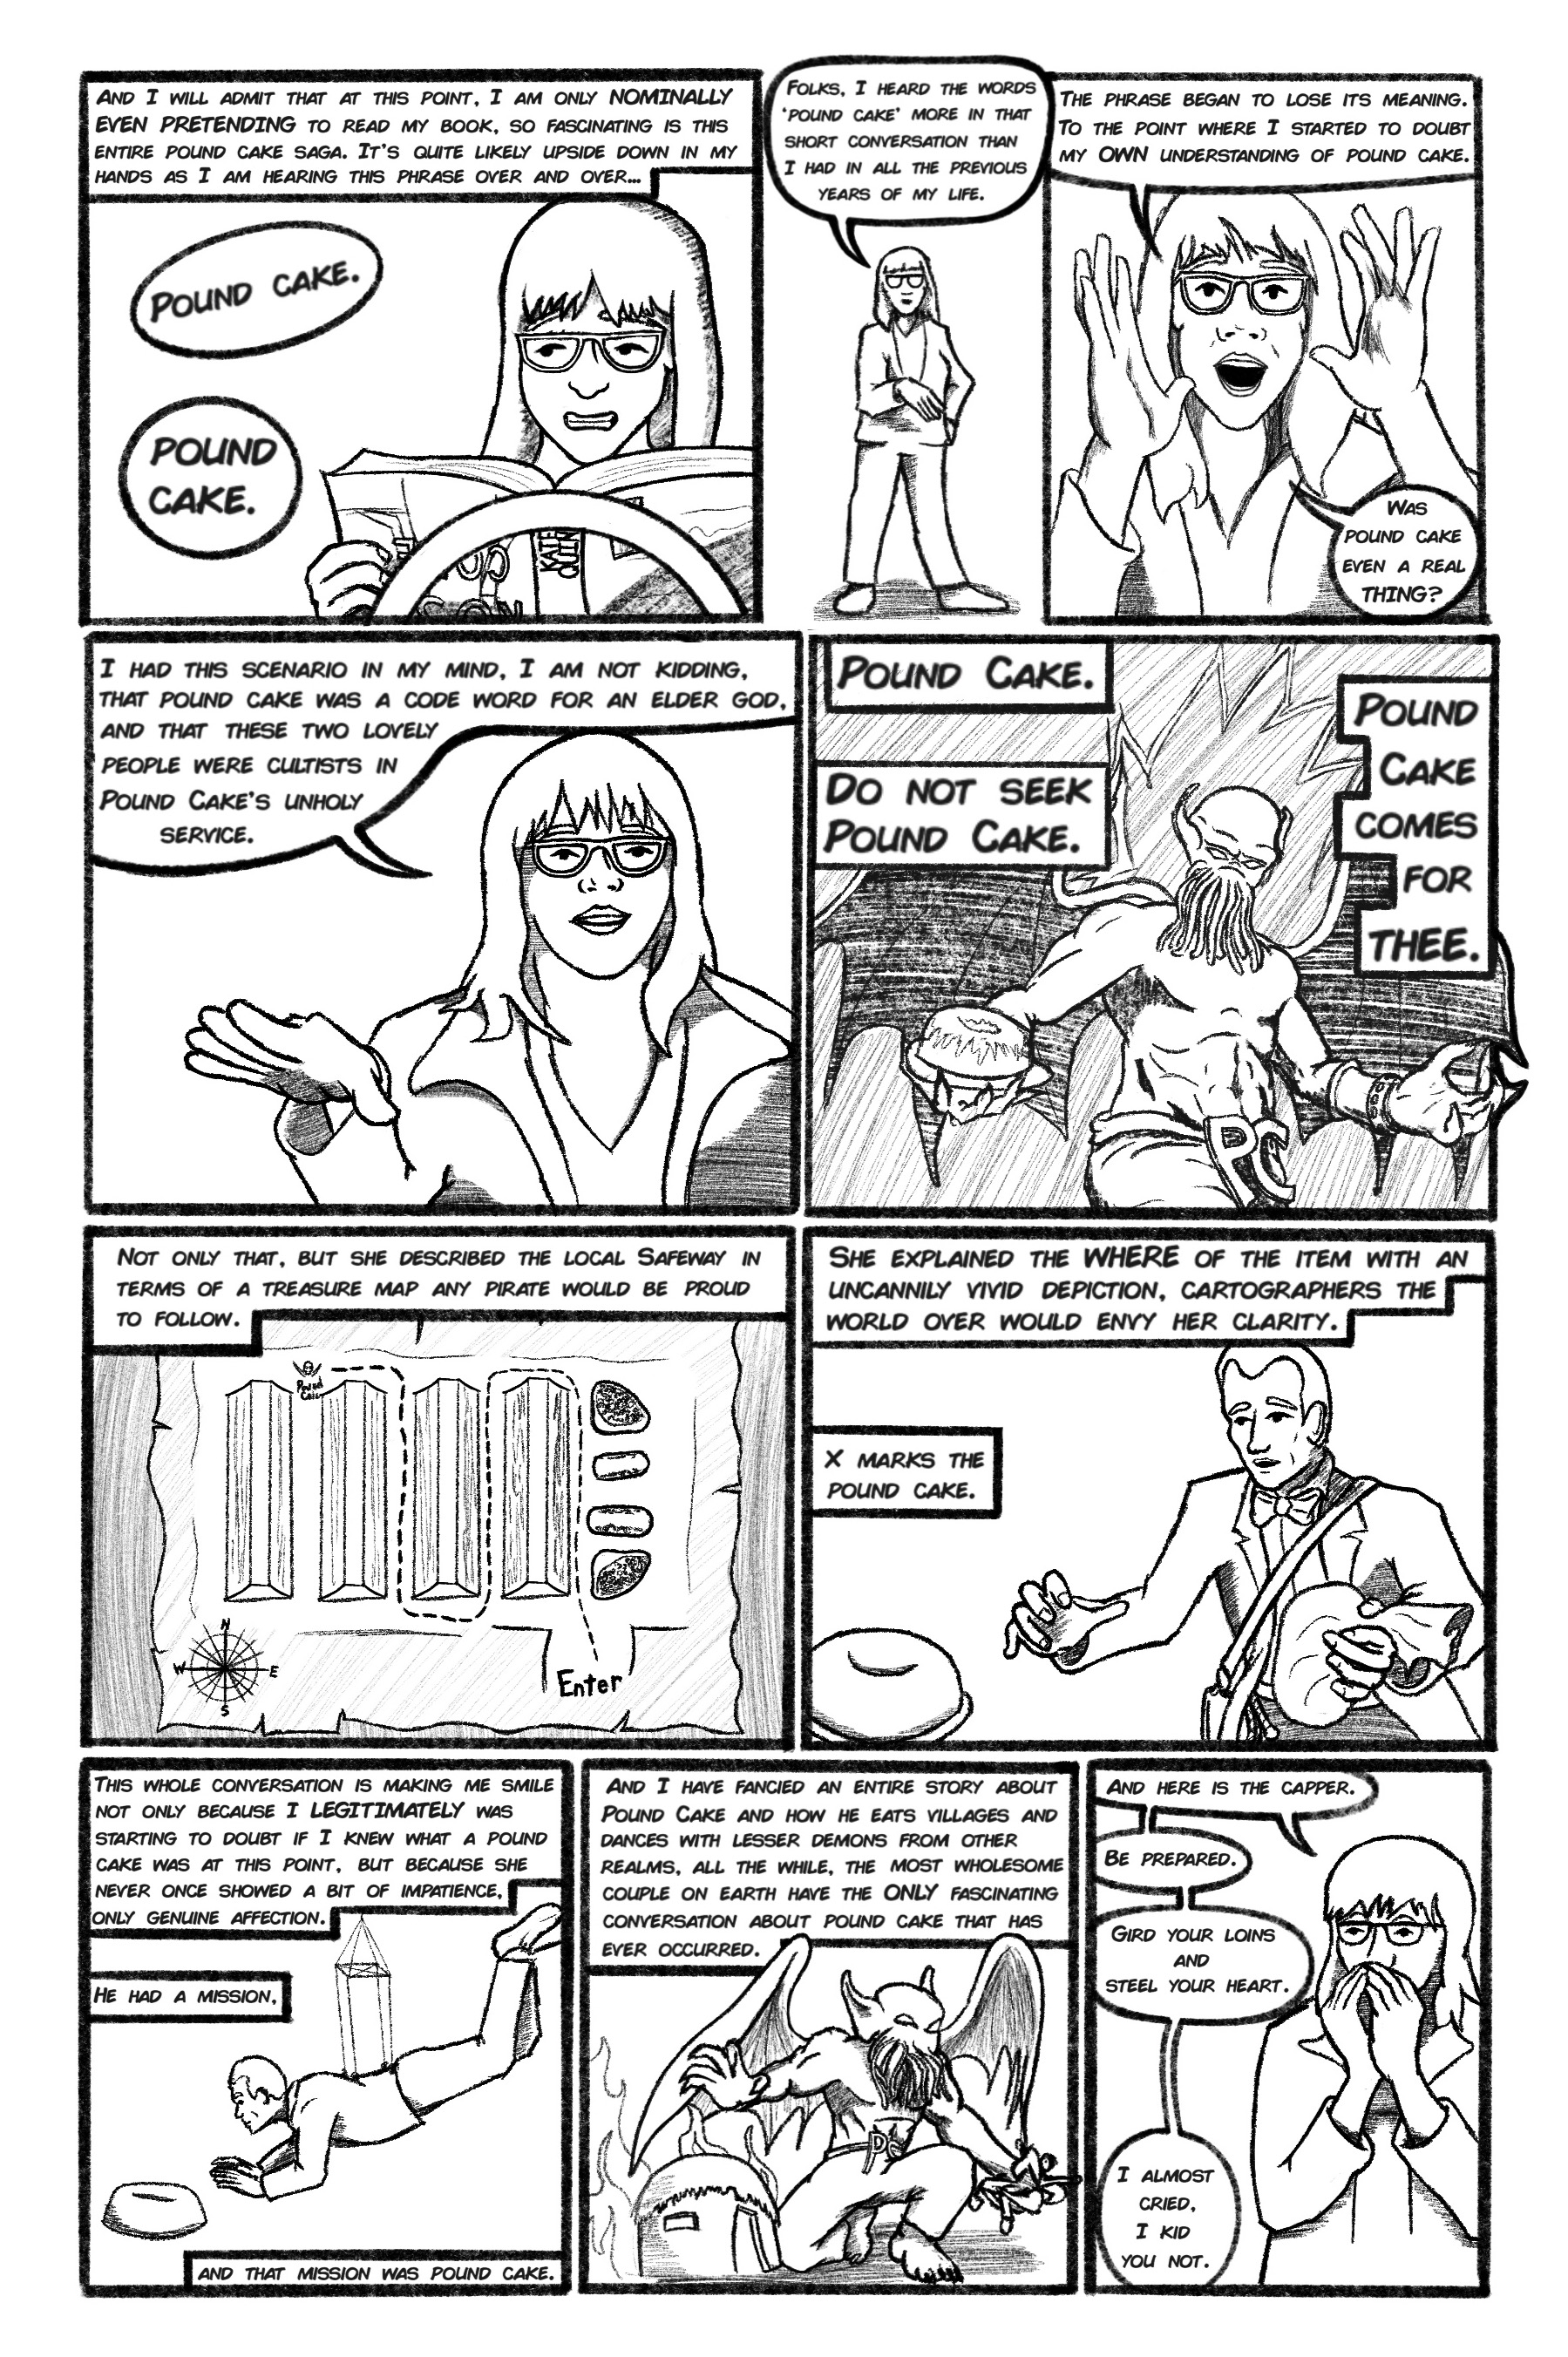 And I will admit that at this point, I am only NOMINALLY
EVEN PRETENDING to read my book, so fascinating is this
entire pound cake saga. It's quite likely upside down in my
hands as I am hearing this phrase over and over...
Pound cake.
Pound
cake.
Folks, I heard the words
'pound cake' more in that
short conversation than
I had in all the previous
years of my life.
The phrase began to lose its meaning.
To the point where I started to doubt
my OWN understanding of pound cake.
Was
pound cake
even a real
thing?
I had this scenario in my mind, I am not kidding,
that pound cake was a code word for an elder god,
and that these two lovely
people were cultists in
Pound Cake's unholy
service.
Pound Cake.
Do not seek
Pound Cake.
Pound
Cake
comes
for
thee.
PC
Not only that, but she described the local Safeway in
terms of a treasure map any pirate would be proud
to follow.
Pound
Cake
N
W
E
S
Enter
She explained the WHERE of the item with an
uncannily vivid depiction, cartographers the
world over would envy her clarity.
X marks the
pound cake.
This whole conversation is making me smile
not only because I LEGITIMATELY was
starting to doubt if I knew what a pound
cake was at this point, but because she
never once showed a bit of impatience,
only genuine affection.
He had a mission,
and that mission was pound cake.
And I have fancied an entire story about
Pound Cake and how he eats villages and
dances with lesser demons from other
realms, all the while, the most wholesome
couple on earth have the ONLY fascinating
conversation about pound cake that has
ever occurred.
PC
And here is the capper.
Be prepared.
Gird your loins
and
steel your heart.
I almost
cried,
I kid
you not.